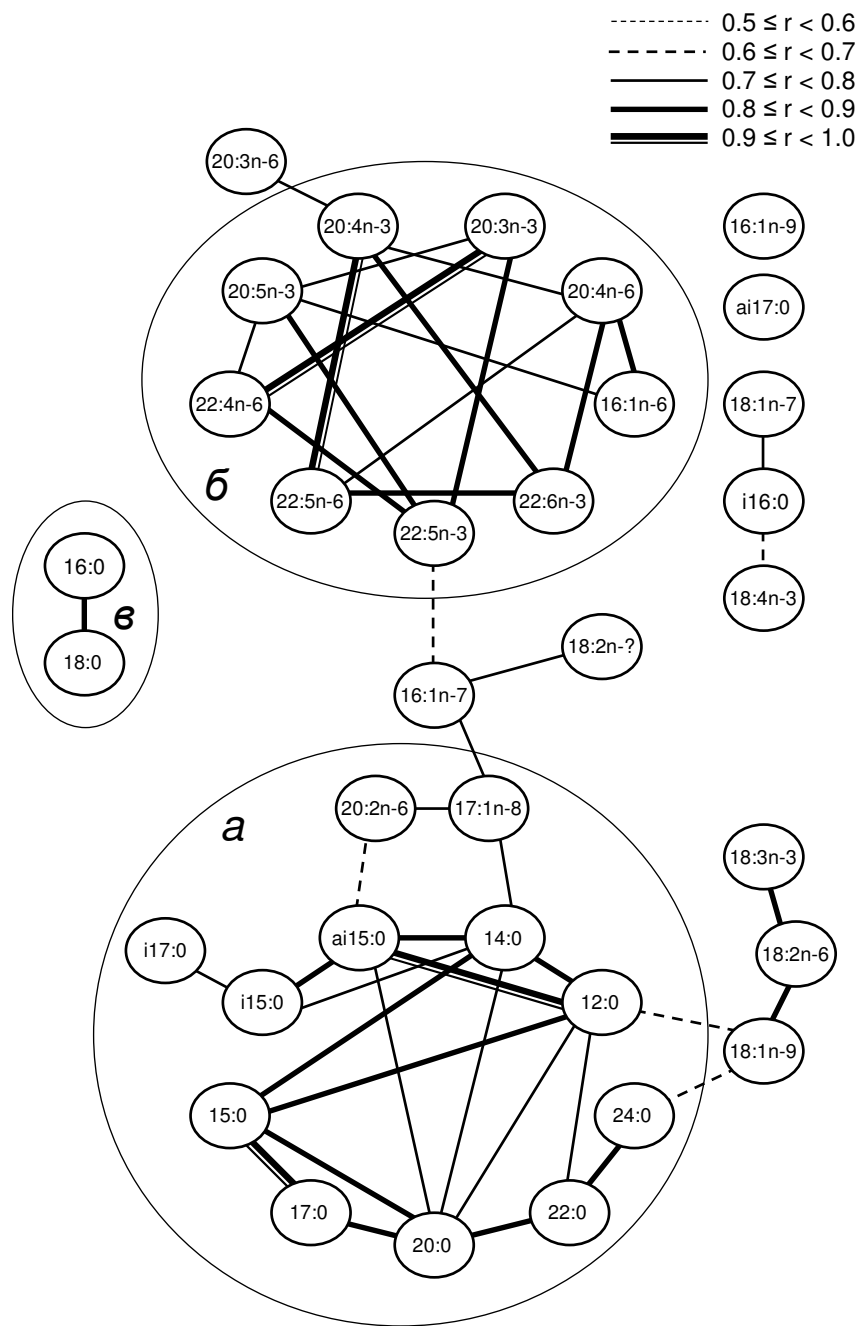 0.5 ≤ r < 0.6
0.6 ≤ r < 0.7
0.7 ≤ r < 0.8
0.8 ≤ r < 0.9
0.9 ≤ r < 1.0
20:3n-6
20:4n-3
20:3n-3
16:1n-9
20:5n-3
20:4n-6
ai17:0
22:4n-6
16:1n-6
18:1n-7
б
22:5n-6
22:6n-3
i16:0
22:5n-3
16:0
в
18:4n-3
18:0
18:2n-?
16:1n-7
а
20:2n-6
17:1n-8
18:3n-3
i17:0
ai15:0
14:0
18:2n-6
i15:0
12:0
18:1n-9
15:0
24:0
17:0
22:0
20:0